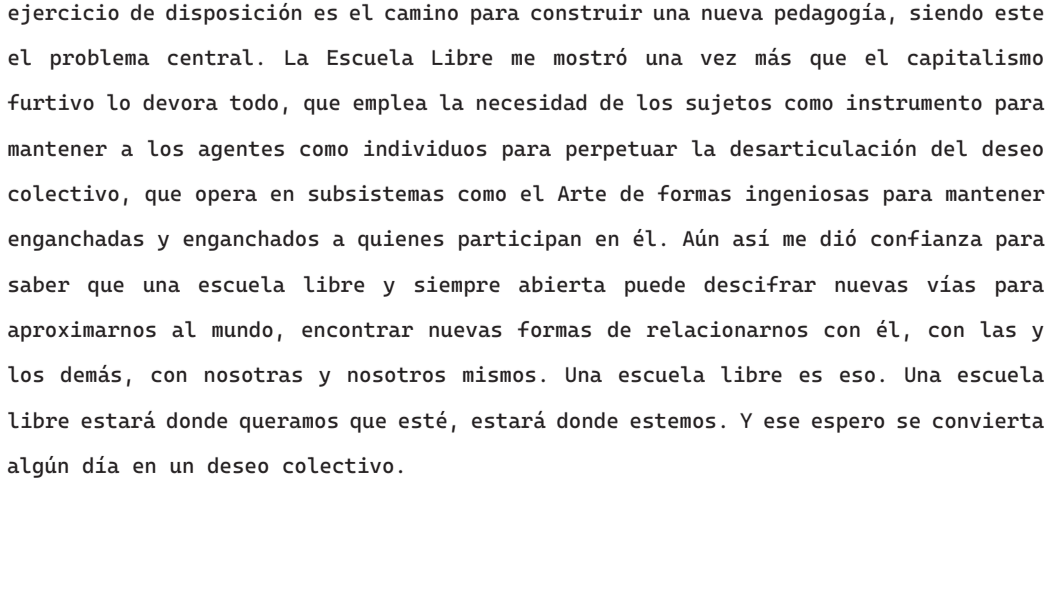 ejercicio de disposición es el camino para construir una nueva pedagogía, siendo este
el problema central. La Escuela Libre me mostró una vez más que el capitalismo
furtivo lo devora todo, que emplea la necesidad de los sujetos como instrumento para
mantener a los agentes como individuos para perpetuar la desarticulación del deseo
colectivo, que opera en subsistemas como el Arte de formas ingeniosas para mantener
enganchadas y enganchados a quienes participan en él. Aún así me dió confianza para
saber que una escuela libre y siempre abierta puede descifrar nuevas vías para
aproximarnos al mundo, encontrar nuevas formas de relacionarnos con él, con las y
los demás, con nosotras y nosotros mismos. Una escuela libre es eso. Una escuela
libre estará donde queramos que esté, estará donde estemos. Y ese espero se convierta
algún día en un deseo colectivo.